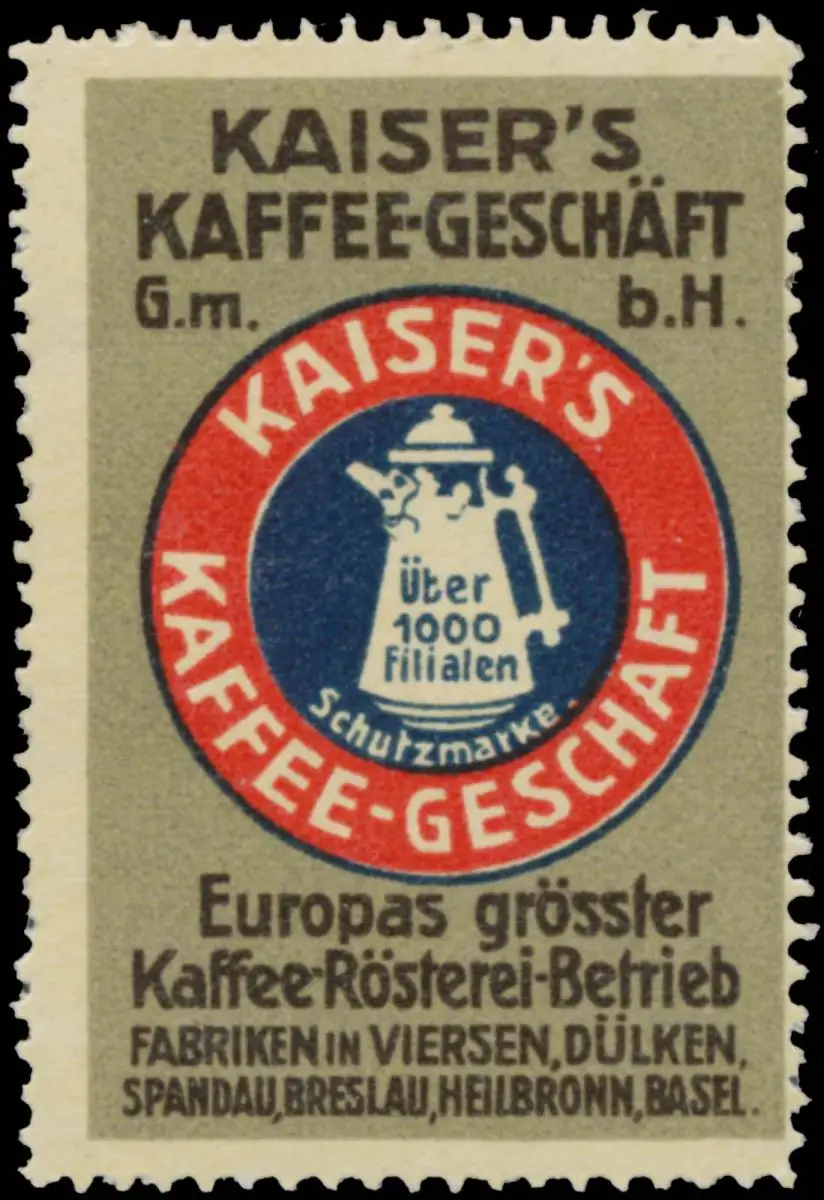 KAISER'S
KAFFEE-GESCHÄFT
G.m. b.H.
KAISER'S
KAFFEE-GESCHAFT
Über
1000
Filialen
Schutzmarke.
Europas grösster
Kaffee-Rösterei-Betrieb
FABRIKEN IN VIERSEN, DÜLKEN,
SPANDAU, BRESLAU, HEILBRONN, BASEL.